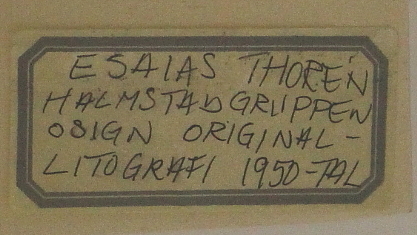 ESAIAS THORÉN
HALMSTADGRUPPEN
OSIGN ORIGINAL-
LITOGRAFI 1950-TAL